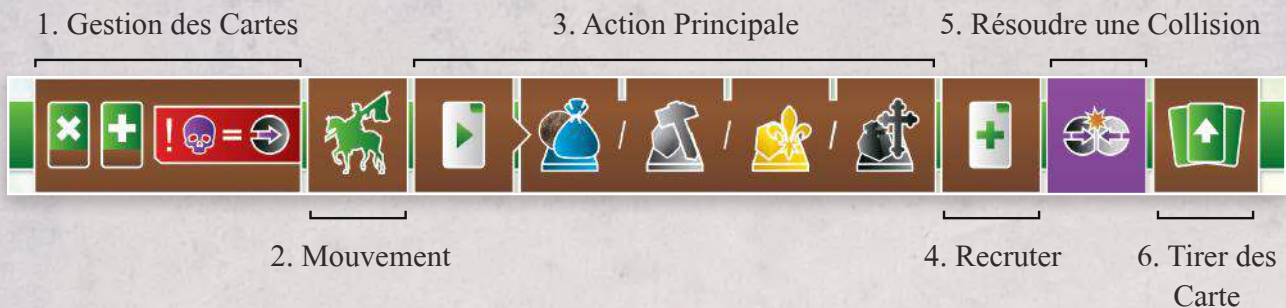 1. Gestion des Cartes
3. Action Principale
5. Résoudre une Collision
! = 
/ / /
2. Mouvement
4. Recruter
6. Tirer des
Carte